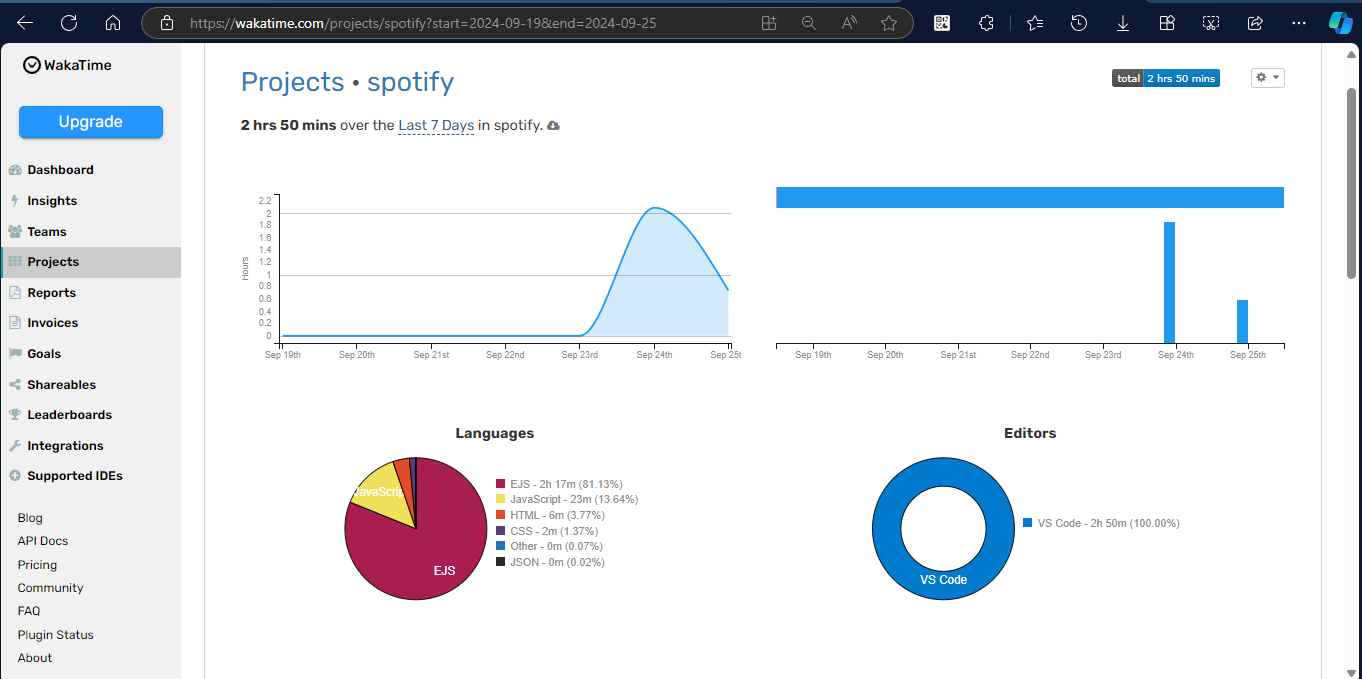 https://wakatime.com/projects/spotify?start=2024-09-19&end=2024-09-25
WakaTime
Upgrade
Dashboard
Insights
Teams
Projects
Reports
Invoices
Goals
Shareables
Leaderboards
Integrations
Supported IDEs
Blog
API Docs
Pricing
Community
FAQ
Plugin Status
About
Projects • spotify
total 2 hrs 50 mins
2 hrs 50 mins over the Last 7 Days in spotify.
Hours
2.2
2
1.8
1.6
1.4
1.2
1
0.8
0.6
0.4
0.2
0
Sep 19th Sep 20th Sep 21st Sep 22nd Sep 23rd Sep 24th Sep 25t
Sep 19th Sep 20th Sep 21st Sep 22nd Sep 23rd Sep 24th Sep 25th
Languages
JavaScrip
EJS
EJS - 2h 17m (81.13%)
JavaScript - 23m (13.64%)
HTML - 6m (3.77%)
CSS - 2m (1.37%)
Other - 0m (0.07%)
JSON - 0m (0.02%)
Editors
VS Code
VS Code - 2h 50m (100.00%)